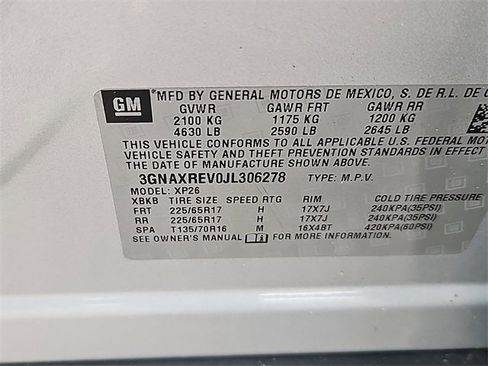 GM
*MFD BY GENERAL MOTORS DE MEXICO, S. DE R.L. DE C
GVWR GAWR FRT GAWR RR
2100 KG 1175 KG 1200 KG
4630 LB 2590 LB 2645 LB
THIS VEHICLE CONFORMS TO ALL APPLICABLE U.S. FEDERAL MOTOR
VEHICLE SAFETY AND THEFT PREVENTION STANDARDS IN EFFECT
THE DATE OF MANUFACTURE SHOWN ABOVE.
3GNAXREV0JL306278 TYPE: M.P.V.
MODEL: XP26
XBKB TIRE SIZE SPEED RTG RIM COLD TIRE PRESSURE
FRT 225/65R17 H 17X7J 240KPA(35PSI)
RR 225/65R17 H 17X7J 240KPA(35PSI)
SPA T135/70R16 M 16X4BT 420KPA(60PSI)
SEE OWNER'S MANUAL FOR MORE INFORMATION.